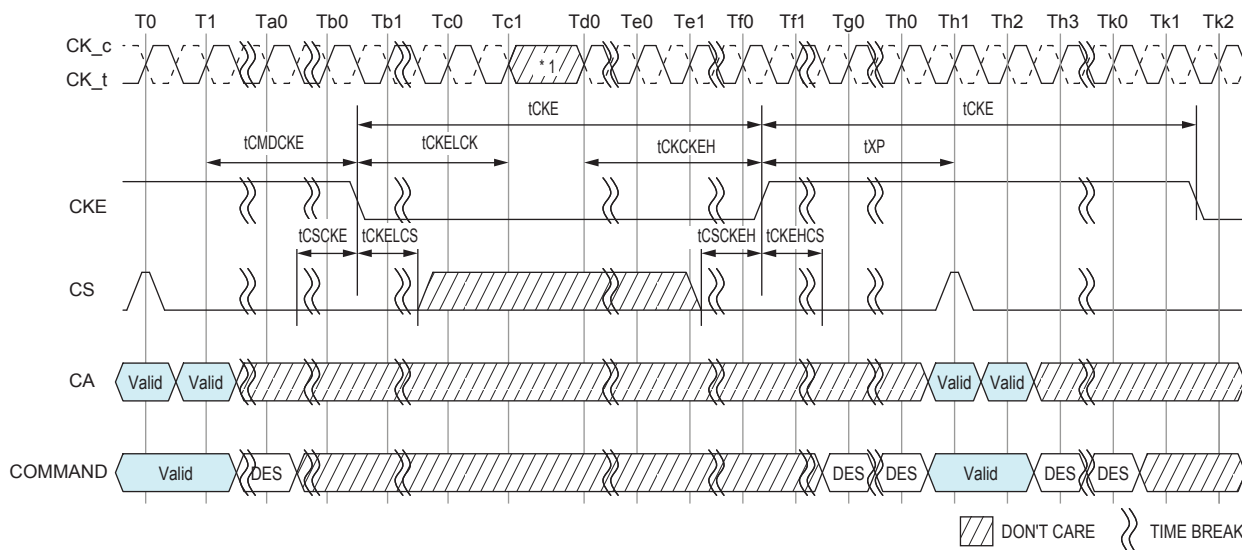 T0 T1 Ta0 Tb0 Tb1 Tc0 Tc1 Td0 Te0 Te1 Tf0 Tf1 Tg0 Th0 Th1 Th2 Th3 Tk0 Tk1 Tk2
CK_c
* 1
CK_t
tCKE tCKE
tCMDCKE tCKELCK tCKCKEH tXP
CKE
tCSCKE tCKELCS tCSCKEH tCKEHCS
CS
CA Valid Valid Valid Valid
COMMAND Valid DES DES DES Valid DES DES
DON'T CARE TIME BREAK